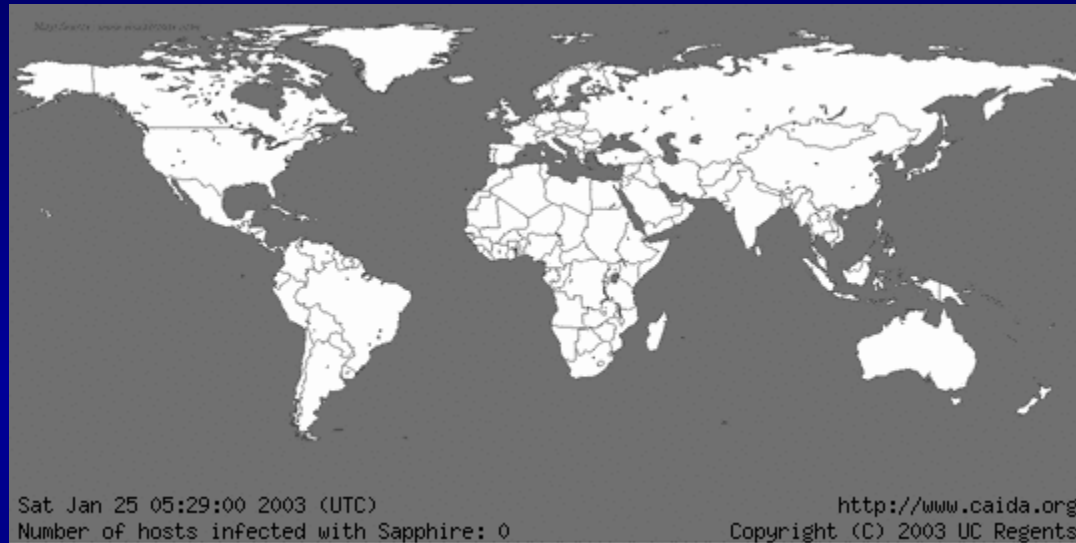 Sat Jan 25 05:29:00 2003 (UTC)
Number of hosts infected with Sapphire: 0
http://www.caida.org
Copyright (C) 2003 UC Regents